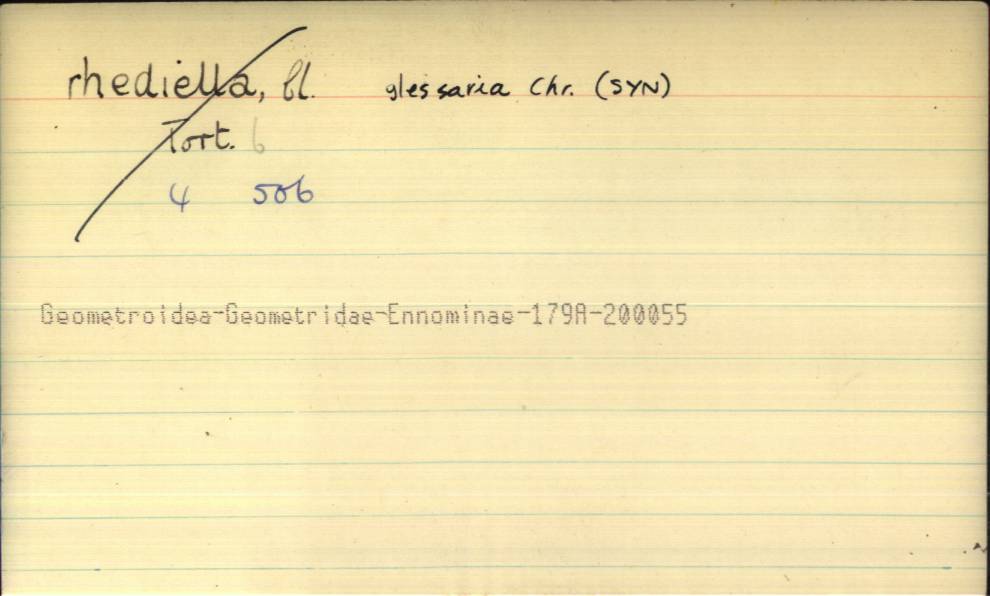 rhediella, Cl. glessaria Chr. (SYN)
Tort. 6
4 506
Geometroidea-Geometridae-Ennominae-179A-200055